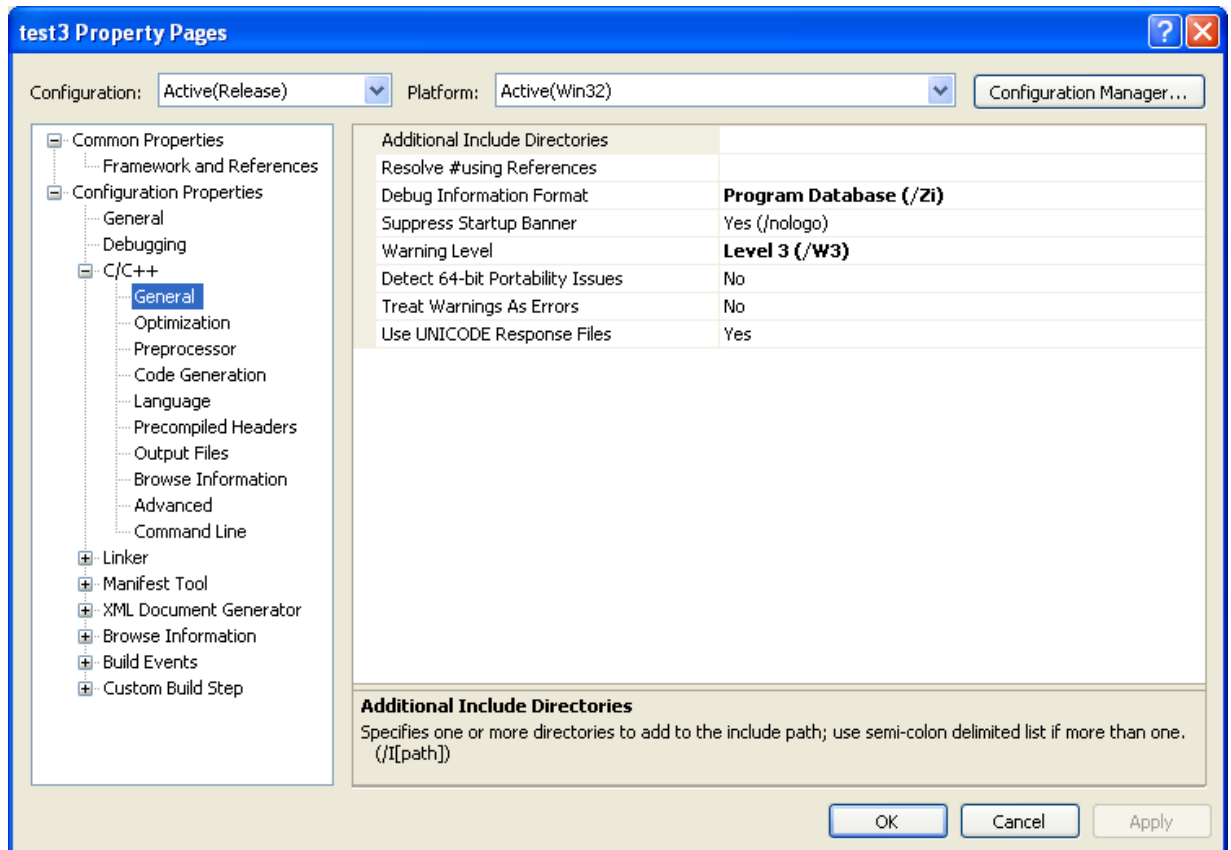 test3 Property Pages
Configuration: Active(Release) Platform: Active(Win32) Configuration Manager...
Common Properties
Framework and References
Configuration Properties
General
Debugging
C/C++
General
Optimization
Preprocessor
Code Generation
Language
Precompiled Headers
Output Files
Browse Information
Advanced
Command Line
Linker
Manifest Tool
XML Document Generator
Browse Information
Build Events
Custom Build Step
Additional Include Directories
Resolve #using References
Debug Information Format Program Database (/Zi)
Suppress Startup Banner Yes (/nologo)
Warning Level Level 3 (/W3)
Detect 64-bit Portability Issues No
Treat Warnings As Errors No
Use UNICODE Response Files Yes
Additional Include Directories
Specifies one or more directories to add to the include path; use semi-colon delimited list if more than one.
(/I[path])
OK Cancel Apply